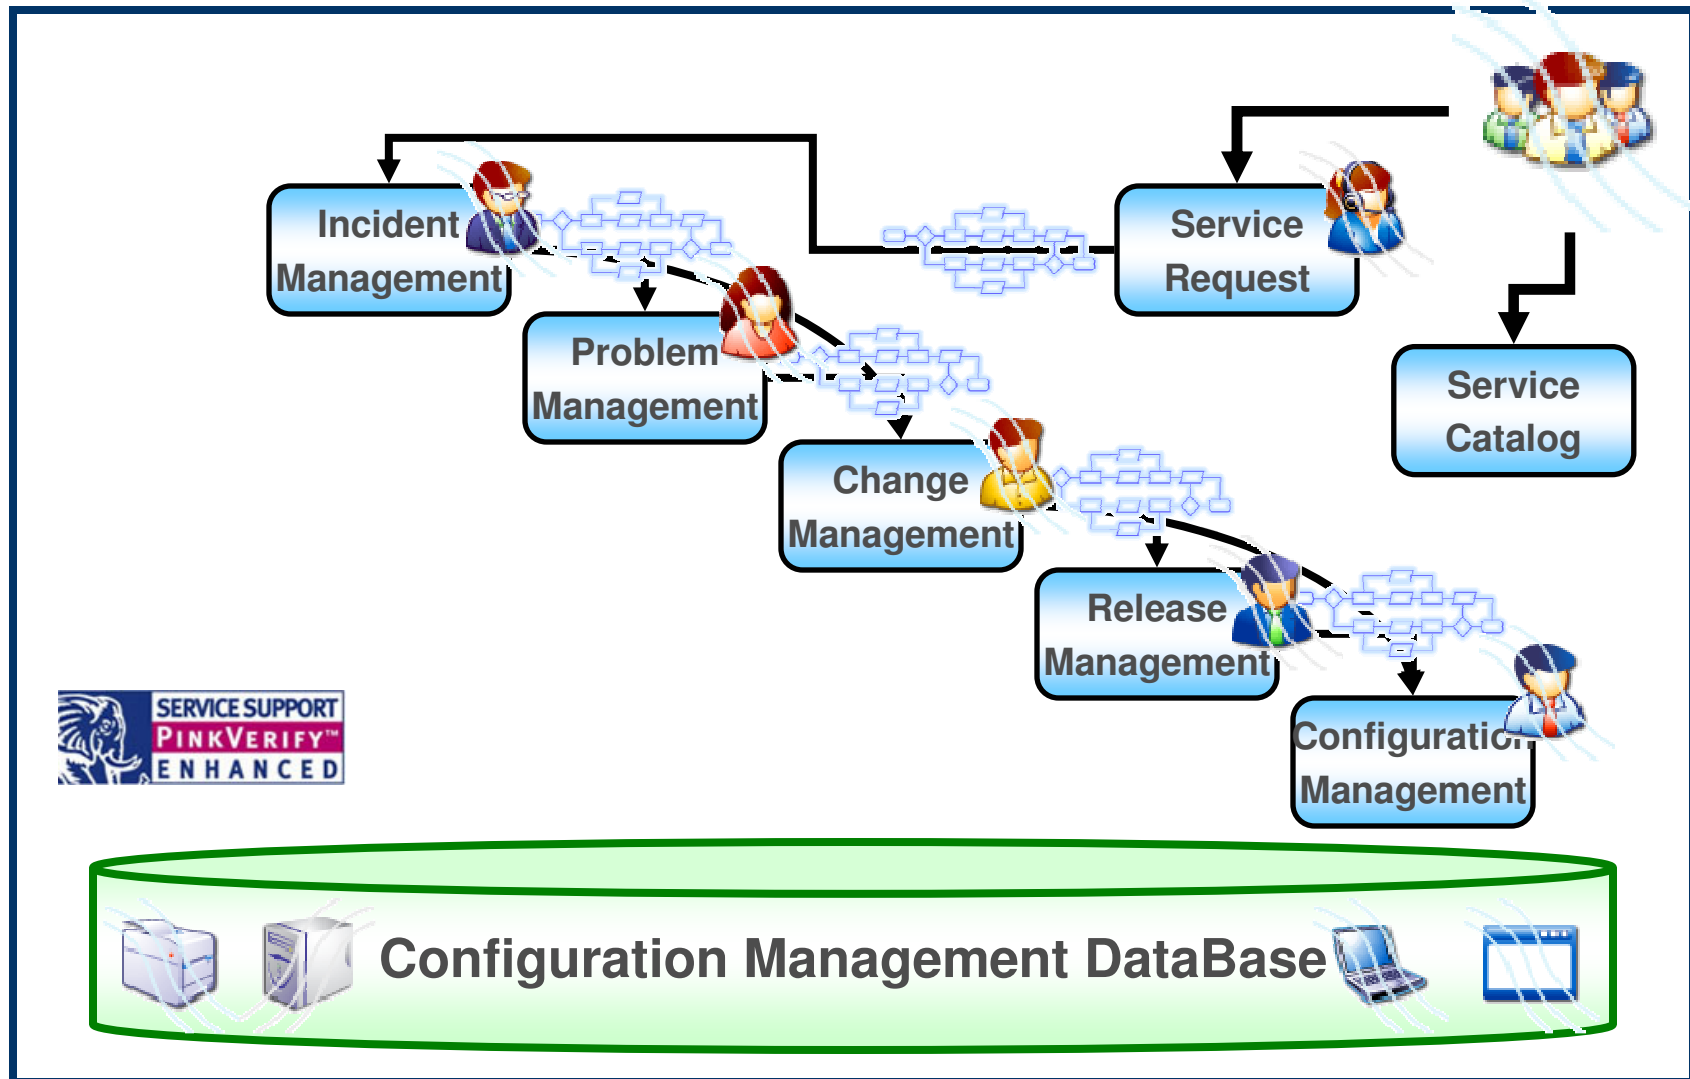 Incident
Management
Service
Request
Problem
Management
Service
Catalog
Change
Management
Release
Management
Configuration
Management
SERVICE SUPPORT
PINKVERIFY™
ENHANCED
Configuration Management DataBase